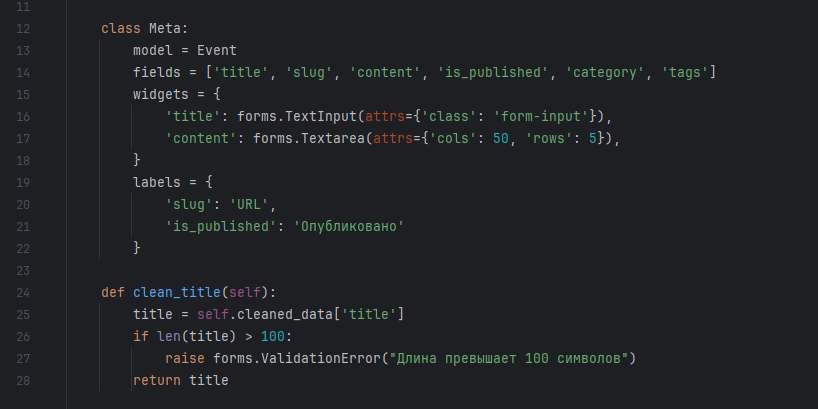 11
12 class Meta:
13 model = Event
14 fields = ['title', 'slug', 'content', 'is_published', 'category', 'tags']
15 widgets = {
16 'title': forms.TextInput(attrs={'class': 'form-input'}),
17 'content': forms.Textarea(attrs={'cols': 50, 'rows': 5}),
18 }
19 labels = {
20 'slug': 'URL',
21 'is_published': 'Опубликовано'
22 }
23
24 def clean_title(self):
25 title = self.cleaned_data['title']
26 if len(title) > 100:
27 raise forms.ValidationError("Длина превышает 100 символов")
28 return title